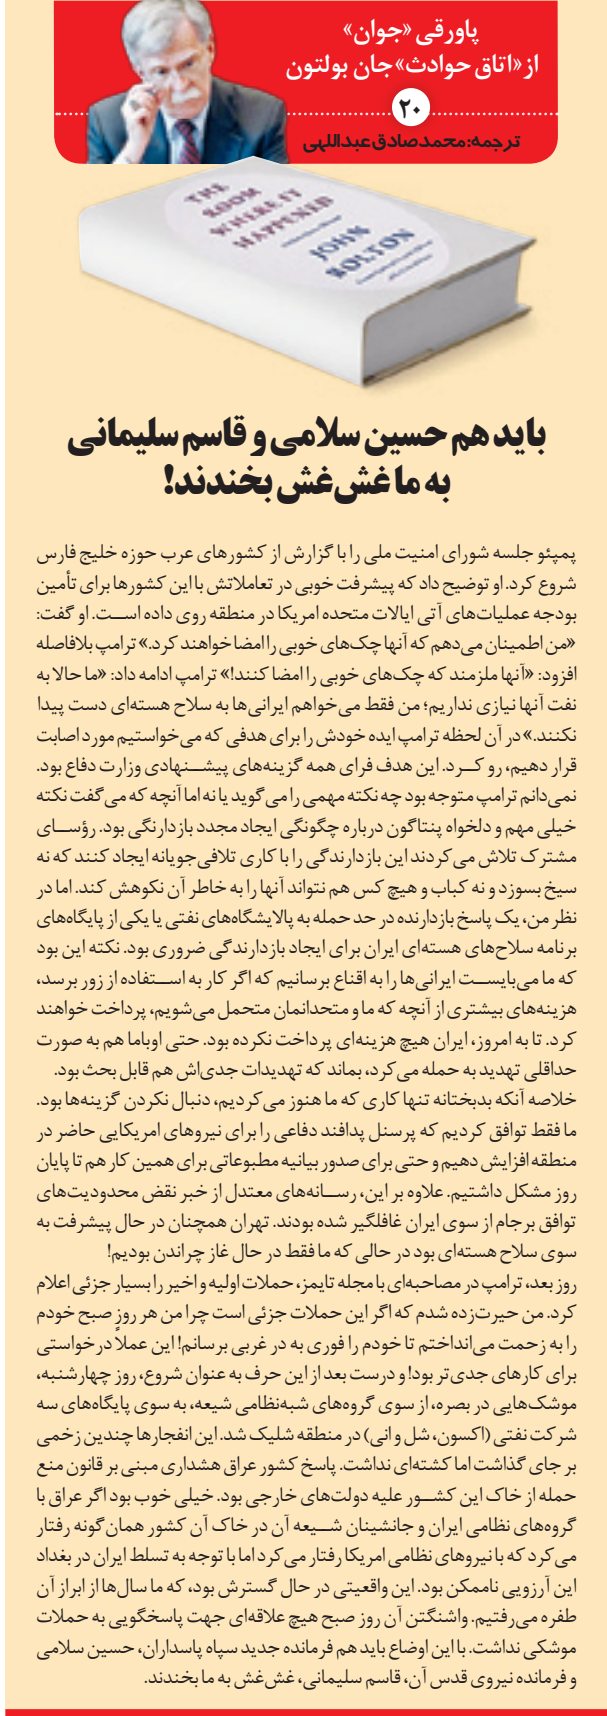 پاورقی «جوان»
از «اتاق حوادث» جان بولتون
۲۰
ترجمه: محمدصادق عبداللهی
THE
ROOM
WHERE IT
HAPPENED
JOHN
BOLTON
باید هم حسین سلامی و قاسم سلیمانی
به ما غش‌غش بخندند!
پمپئو جلسه شورای امنیت ملی را با گزارش از کشورهای عرب حوزه خلیج فارس
شروع کرد. او توضیح داد که پیشرفت خوبی در تعاملاتش با این کشورها برای تأمین
بودجه عملیات‌های آتی ایالات متحده امریکا در منطقه روی داده اســت. او گفت:
«من اطمینان می‌دهم که آنها چک‌های خوبی را امضا خواهند کرد.» ترامپ بلافاصله
افزود: «آنها ملزمند که چک‌های خوبی را امضا کنند!» ترامپ ادامه داد: «ما حالا به
نفت آنها نیازی نداریم؛ من فقط می‌خواهم ایرانی‌ها به سلاح هسته‌ای دست پیدا
نکنند.» در آن لحظه ترامپ ایده خودش را برای هدفی که می‌خواستیم مورد اصابت
قرار دهیم، رو کــرد. این هدف فرای همه گزینه‌های پیشــنهادی وزارت دفاع بود.
نمی‌دانم ترامپ متوجه بود چه نکته مهمی را می‌گوید یا نه اما آنچه که می‌گفت نکته
خیلی مهم و دلخواه پنتاگون درباره چگونگی ایجاد مجدد بازدارنگی بود. رؤســای
مشترک تلاش می‌کردند این بازدارندگی را با کاری تلافی‌جویانه ایجاد کنند که نه
سیخ بسوزد و نه کباب و هیچ کس هم نتواند آنها را به خاطر آن نکوهش کند. اما در
نظر من، یک پاسخ بازدارنده در حد حمله به پالایشگاه‌های نفتی یا یکی از پایگاه‌های
برنامه سلاح‌های هسته‌ای ایران برای ایجاد بازدارندگی ضروری بود. نکته این بود
که ما می‌بایســت ایرانی‌ها را به اقناع برسانیم که اگر کار به اســتفاده از زور برسد،
هزینه‌های بیشتری از آنچه که ما و متحدانمان متحمل می‌شویم، پرداخت خواهند
کرد. تا به امروز، ایران هیچ هزینه‌ای پرداخت نکرده بود. حتی اوباما هم به صورت
حداقلی تهدید به حمله می‌کرد، بماند که تهدیدات جدی‌اش هم قابل بحث بود.
خلاصه آنکه بدبختانه تنها کاری که ما هنوز می‌کردیم، دنبال نکردن گزینه‌ها بود.
ما فقط توافق کردیم که پرسنل پدافند دفاعی را برای نیروهای امریکایی حاضر در
منطقه افزایش دهیم و حتی برای صدور بیانیه مطبوعاتی برای همین کار هم تا پایان
روز مشکل داشتیم. علاوه بر این، رســانه‌های معتدل از خبر نقض محدودیت‌های
توافق برجام از سوی ایران غافلگیر شده بودند. تهران همچنان در حال پیشرفت به
سوی سلاح هسته‌ای بود در حالی که ما فقط در حال غاز چراندن بودیم!
روز بعد، ترامپ در مصاحبه‌ای با مجله تایمز، حملات اولیه و اخیر را بسیار جزئی اعلام
کرد. من حیرت‌زده شدم که اگر این حملات جزئی است چرا من هر روزِ صبح خودم
را به زحمت می‌انداختم تا خودم را فوری به در غربی برسانم! این عملاً درخواستی
برای کارهای جدی‌تر بود! و درست بعد از این حرف به عنوان شروع، روز چهارشنبه،
موشک‌هایی در بصره، از سوی گروه‌های شبه‌نظامی شیعه، به سوی پایگاه‌های سه
شرکت نفتی (اکسون، شل و انی) در منطقه شلیک شد. این انفجارها چندین زخمی
بر جای گذاشت اما کشته‌ای نداشت. پاسخ کشور عراق هشداری مبنی بر قانون منع
حمله از خاک این کشــور علیه دولت‌های خارجی بود. خیلی خوب بود اگر عراق با
گروه‌های نظامی ایران و جانشینان شــیعه آن در خاک آن کشور همان‌گونه رفتار
می‌کرد که با نیروهای نظامی امریکا رفتار می‌کرد اما با توجه به تسلط ایران در بغداد
این آرزویی ناممکن بود. این واقعیتی در حال گسترش بود، که ما سال‌ها از ابراز آن
طفره می‌رفتیم. واشنگتن آن روز صبح هیچ علاقه‌ای جهت پاسخگویی به حملات
موشکی نداشت. با این اوضاع باید هم فرمانده جدید سپاه پاسداران، حسین سلامی
و فرمانده نیروی قدس آن، قاسم سلیمانی، غش‌غش به ما بخندند.